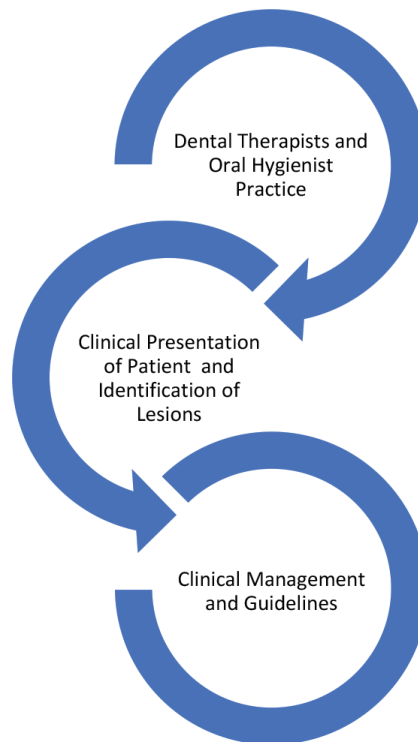 Dental Therapists and
Oral Hygienist
Practice
Clinical Presentation
of Patient and
Identification of
Lesions
Clinical Management
and Guidelines